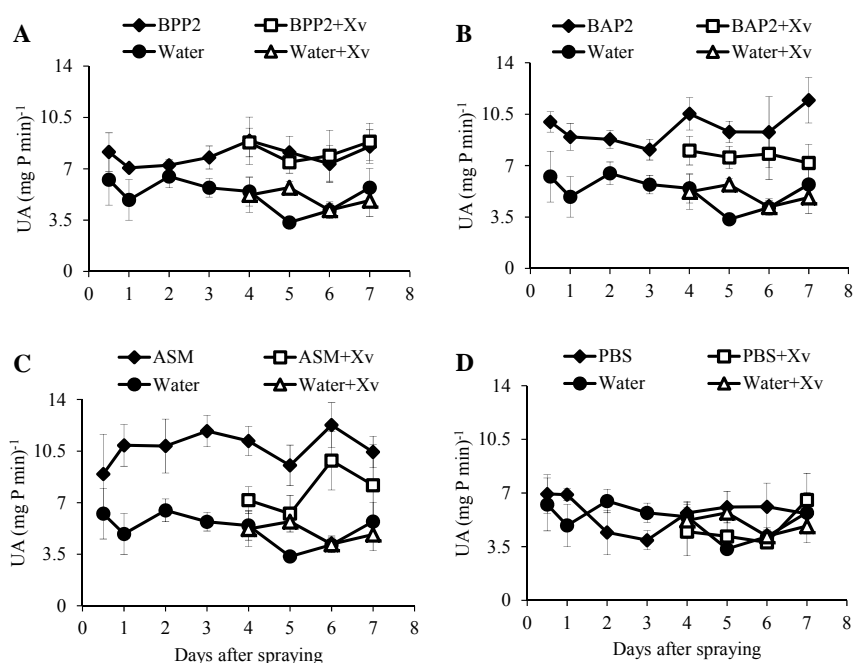 A
BPP2 BPP2+Xv
Water Water+Xv
14
10.5
7
3.5
0
UA (mg P min)-1
0 1 2 3 4 5 6 7 8
B
BAP2 BAP2+Xv
Water Water+Xv
14
10.5
7
3.5
0
UA (mg P min)-1
0 1 2 3 4 5 6 7 8
C
ASM ASM+Xv
Water Water+Xv
14
10.5
7
3.5
0
UA (mg P min)-1
0 1 2 3 4 5 6 7 8
Days after spraying
D
PBS PBS+Xv
Water Water+Xv
14
10.5
7
3.5
0
UA (mg P min)-1
0 1 2 3 4 5 6 7 8
Days after spraying